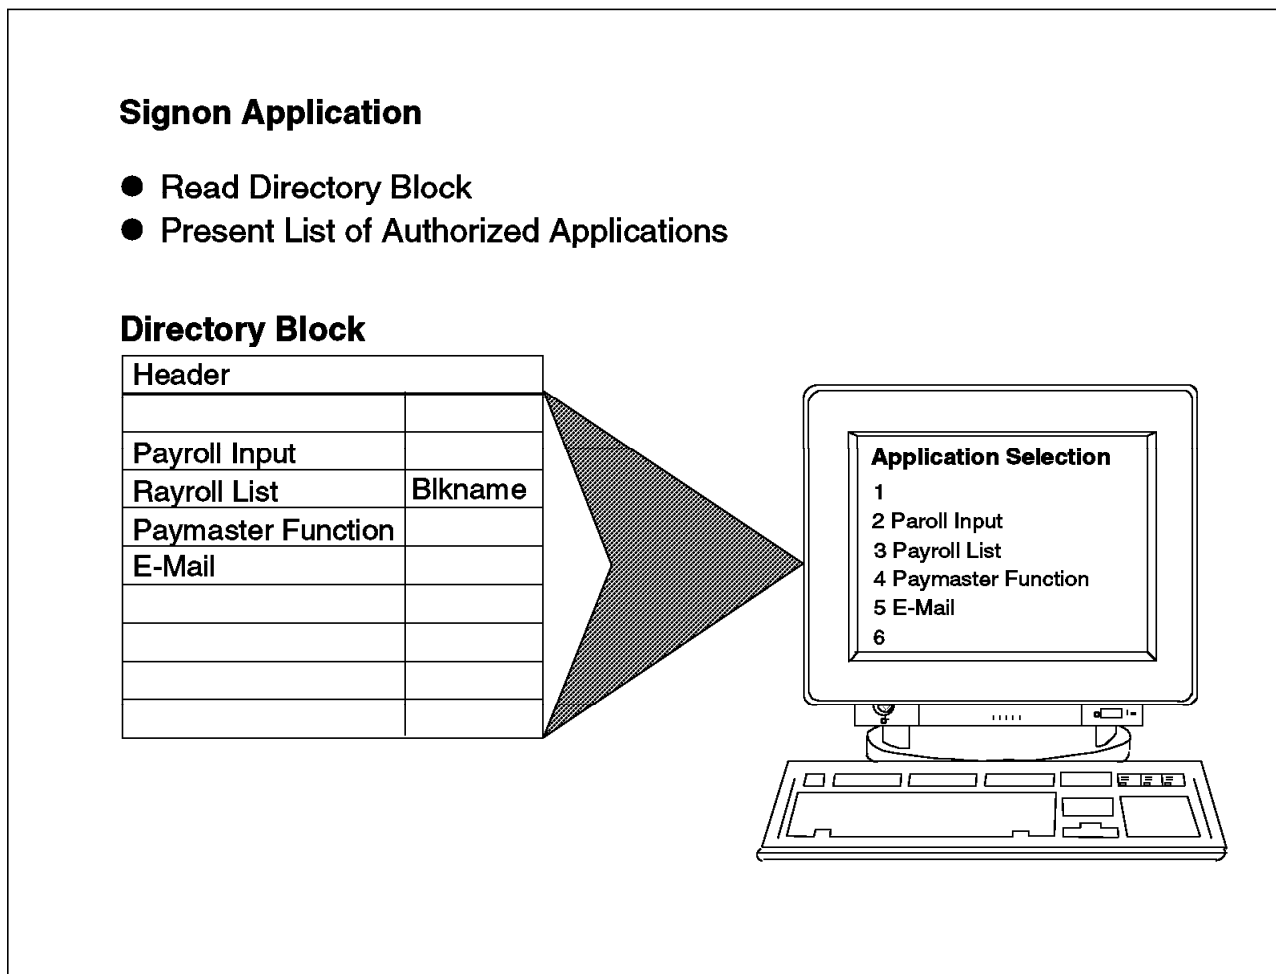 Signon Application
● Read Directory Block
● Present List of Authorized Applications
Directory Block
Header
Payroll Input
Rayroll List Blkname
Paymaster Function
E-Mail
Application Selection
1
2 Paroll Input
3 Payroll List
4 Paymaster Function
5 E-Mail
6